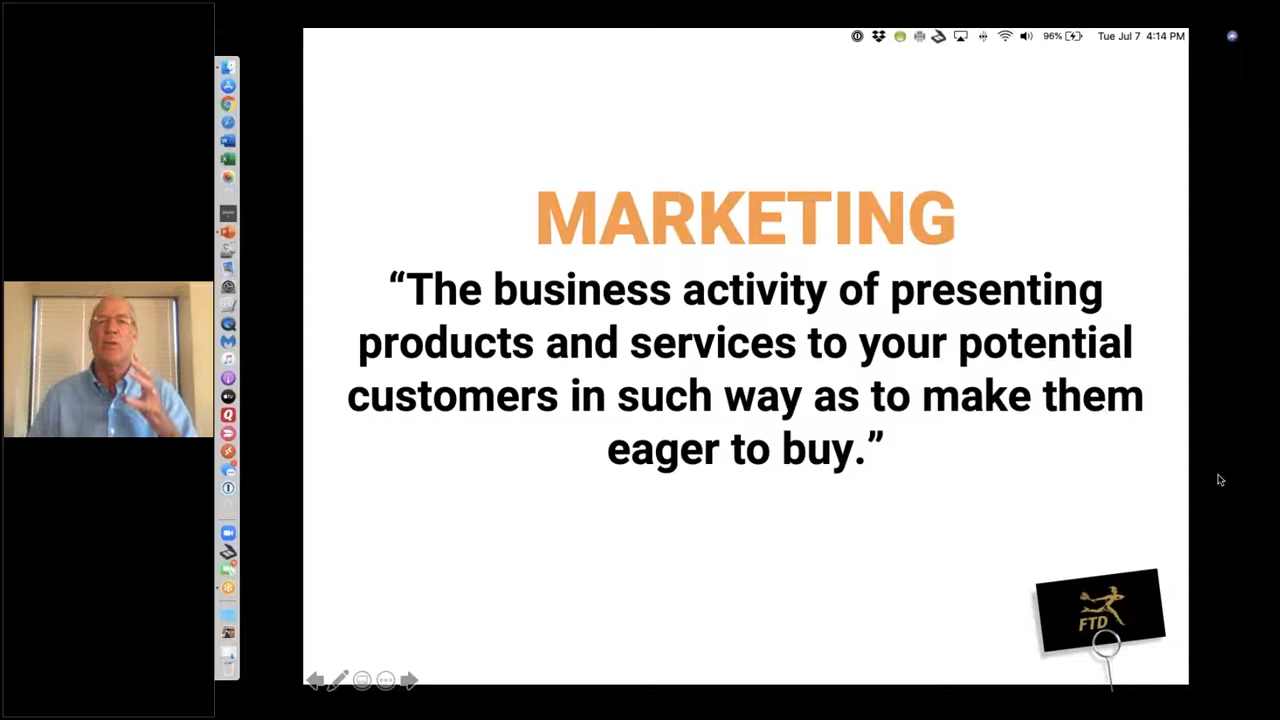 96% Tue Jul 7 4:14 PM
MARKETING
“The business activity of presenting
products and services to your potential
customers in such way as to make them
eager to buy.”
FTD